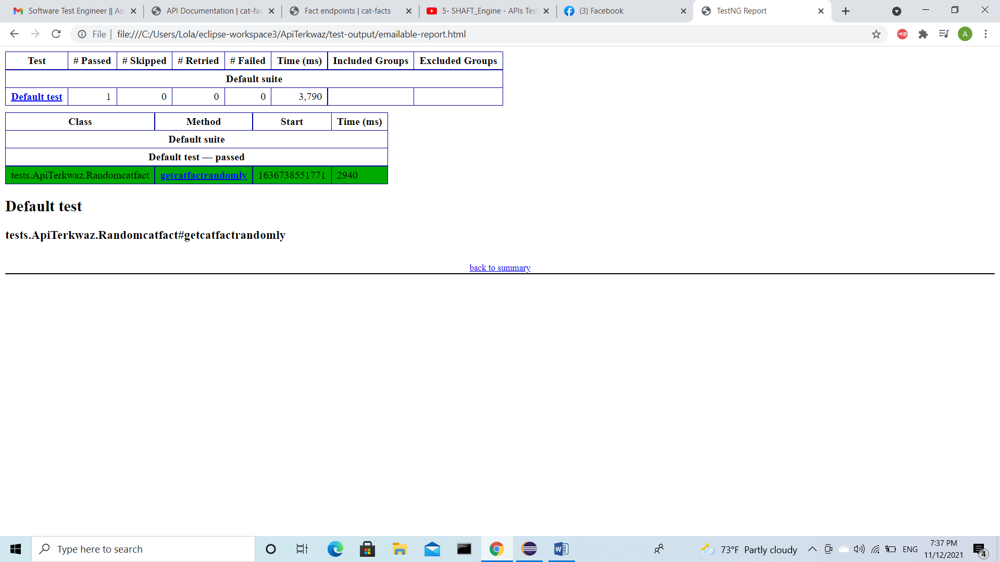 Software Test Engineer || As
API Documentation | cat-fac
Fact endpoints | cat-facts
5- SHAFT_Engine - APIs Test
(3) Facebook
TestNG Report
File | file:///C:/Users/Lola/eclipse-workspace3/ApiTerkwaz/test-output/emailable-report.html
A
Test # Passed # Skipped # Retried # Failed Time (ms) Included Groups Excluded Groups
Default suite
Default test 1 0 0 0 3,790
Class Method Start Time (ms)
Default suite
Default test — passed
tests.ApiTerkwaz.Randomcatfact getcatfactrandomly 1636738551771 2940
Default test
tests.ApiTerkwaz.Randomcatfact#getcatfactrandomly
back to summary
Type here to search
73°F Partly cloudy
ENG
7:37 PM
11/12/2021
4